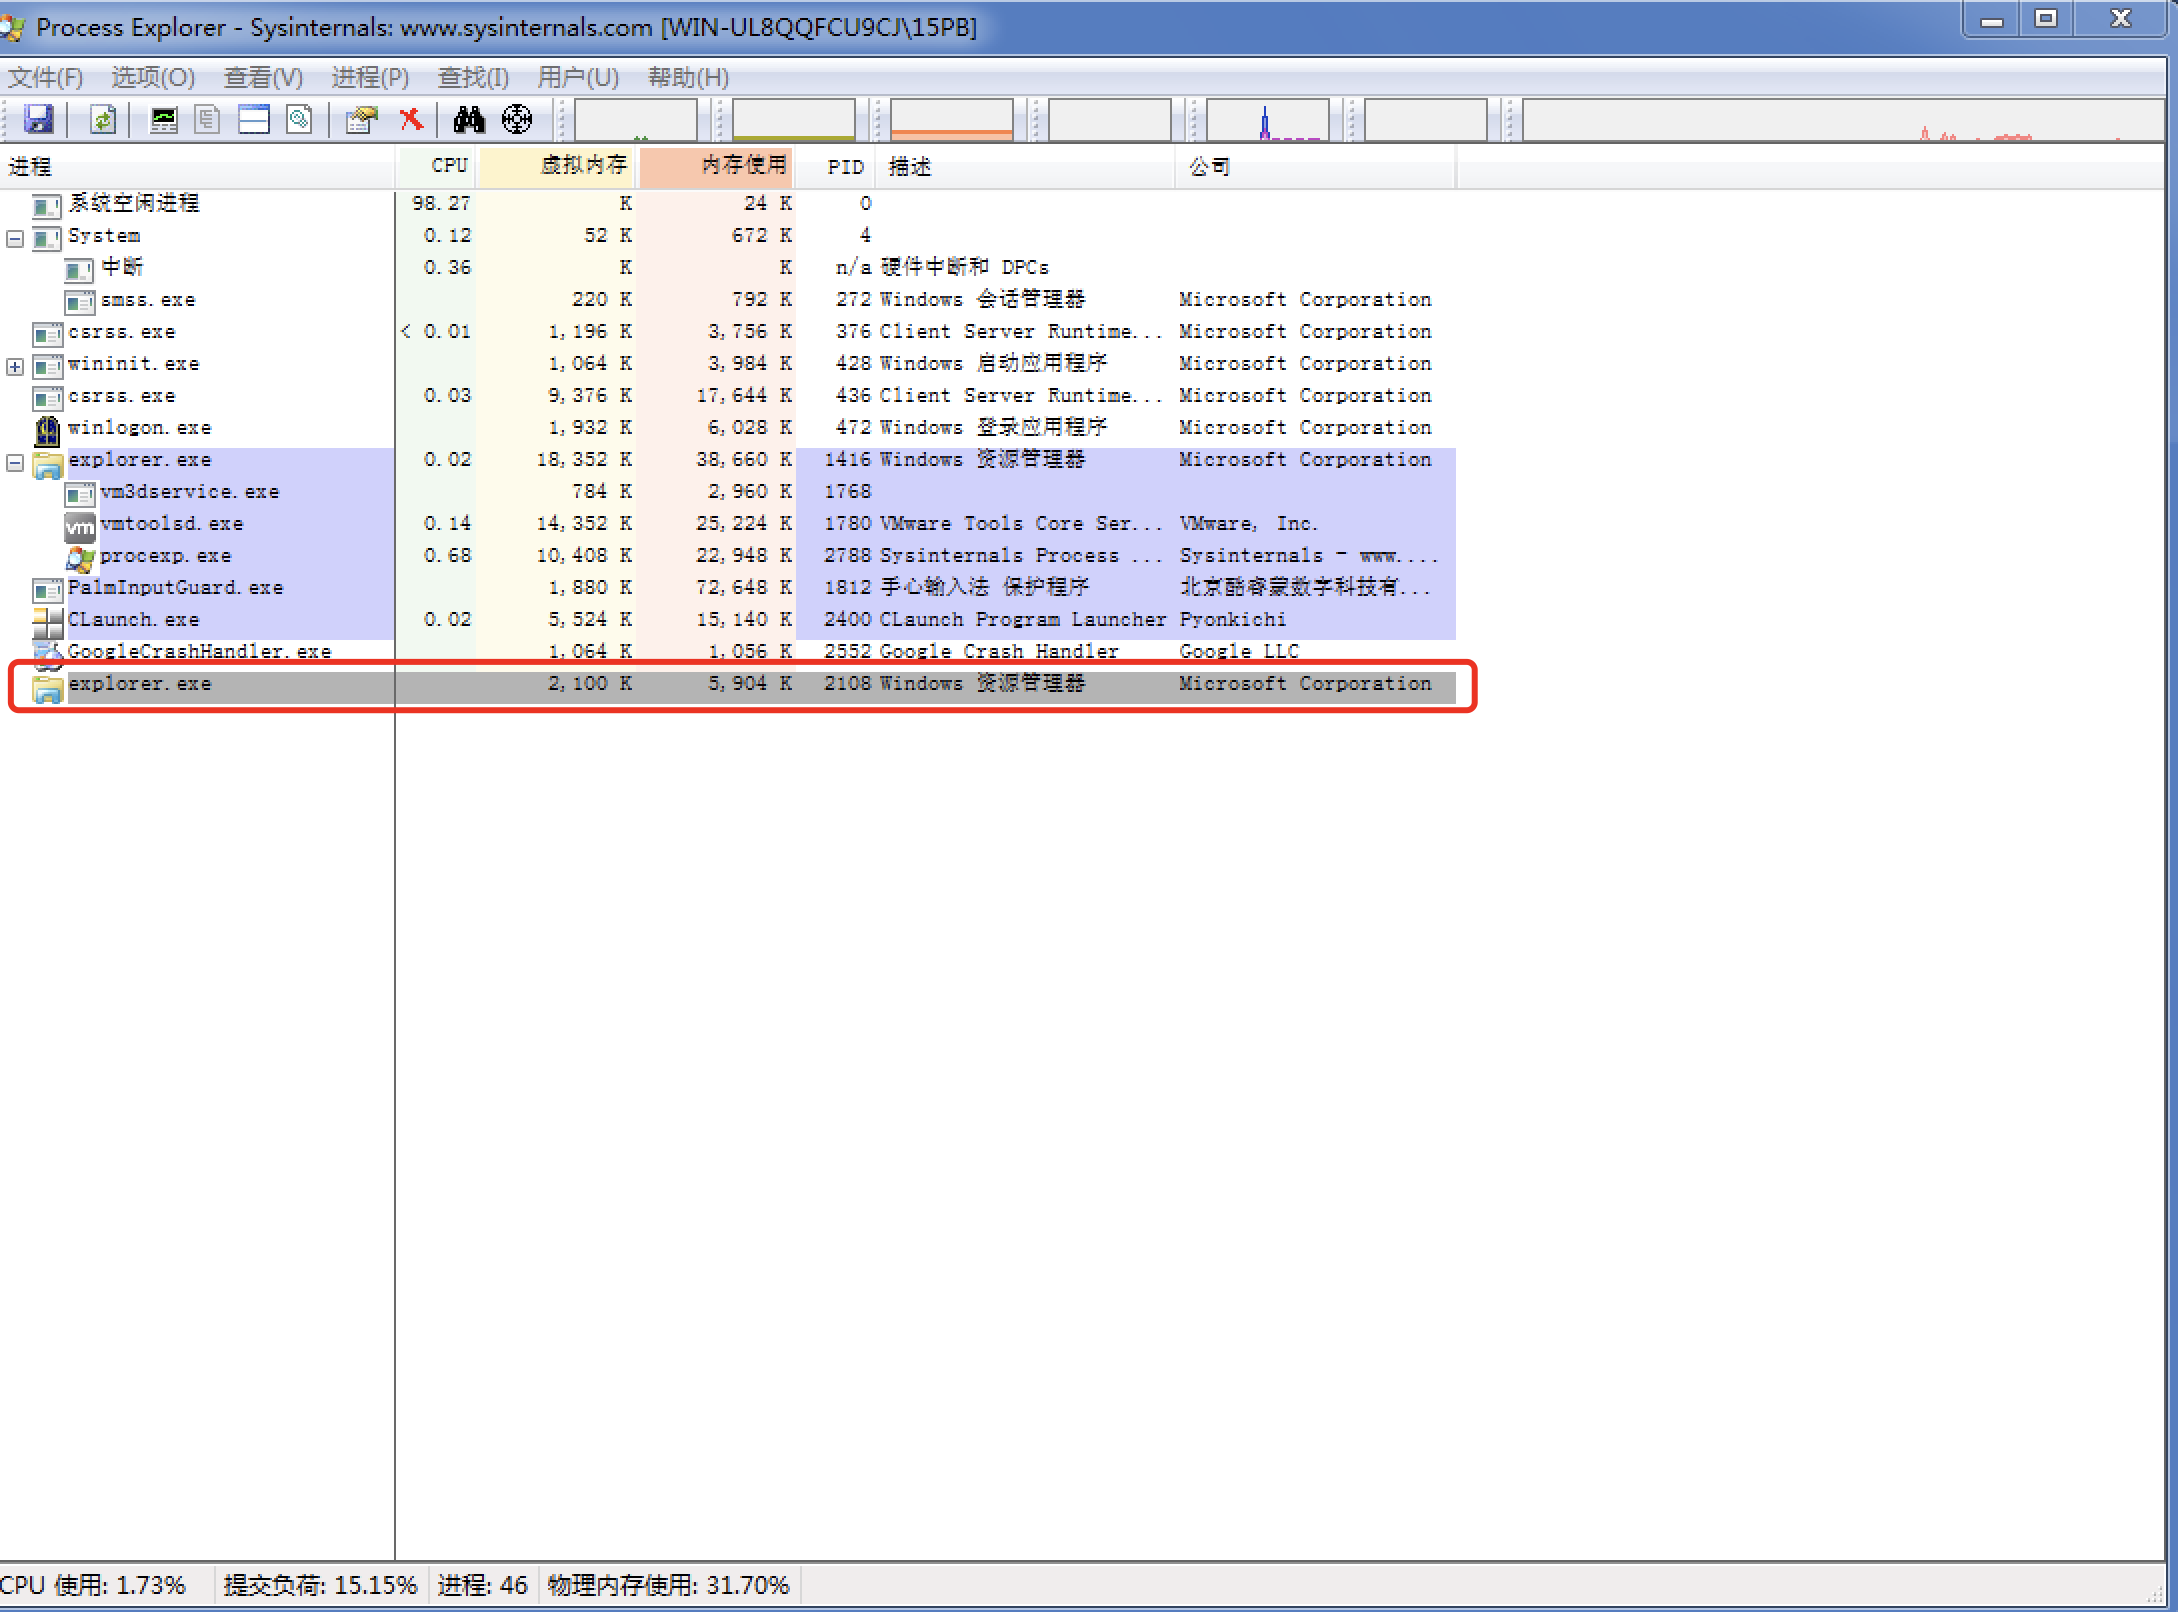 Process Explorer - Sysinternals: www.sysinternals.com [WIN-UL8QQFCU9CJ\15PB]
文件(F) 选项(O) 查看(V) 进程(P) 查找(I) 用户(U) 帮助(H)
进程 CPU 虚拟内存 内存使用 PID 描述 公司
系统空闲进程 98.27 K 24 K 0
System 0.12 52 K 672 K 4
中断 0.36 K K n/a 硬件中断和 DPCs
smss.exe 220 K 792 K 272 Windows 会话管理器 Microsoft Corporation
csrss.exe < 0.01 1,196 K 3,756 K 376 Client Server Runtime... Microsoft Corporation
wininit.exe 1,064 K 3,984 K 428 Windows 启动应用程序 Microsoft Corporation
csrss.exe 0.03 9,376 K 17,644 K 436 Client Server Runtime... Microsoft Corporation
winlogon.exe 1,932 K 6,028 K 472 Windows 登录应用程序 Microsoft Corporation
explorer.exe 0.02 18,352 K 38,660 K 1416 Windows 资源管理器 Microsoft Corporation
vm3dservice.exe 784 K 2,960 K 1768
vm vmtoolsd.exe 0.14 14,352 K 25,224 K 1780 VMware Tools Core Ser... VMware, Inc.
procexp.exe 0.68 10,408 K 22,948 K 2788 Sysinternals Process ... Sysinternals - www....
PalmInputGuard.exe 1,880 K 72,648 K 1812 手心输入法 保护程序 北京酷睿蒙数字科技有...
CLaunch.exe 0.02 5,524 K 15,140 K 2400 CLaunch Program Launcher Pyonkichi
GoogleCrashHandler.exe 1,064 K 1,056 K 2552 Google Crash Handler Google LLC
explorer.exe 2,100 K 5,904 K 2108 Windows 资源管理器 Microsoft Corporation
CPU 使用: 1.73% 提交负荷: 15.15% 进程: 46 物理内存使用: 31.70%